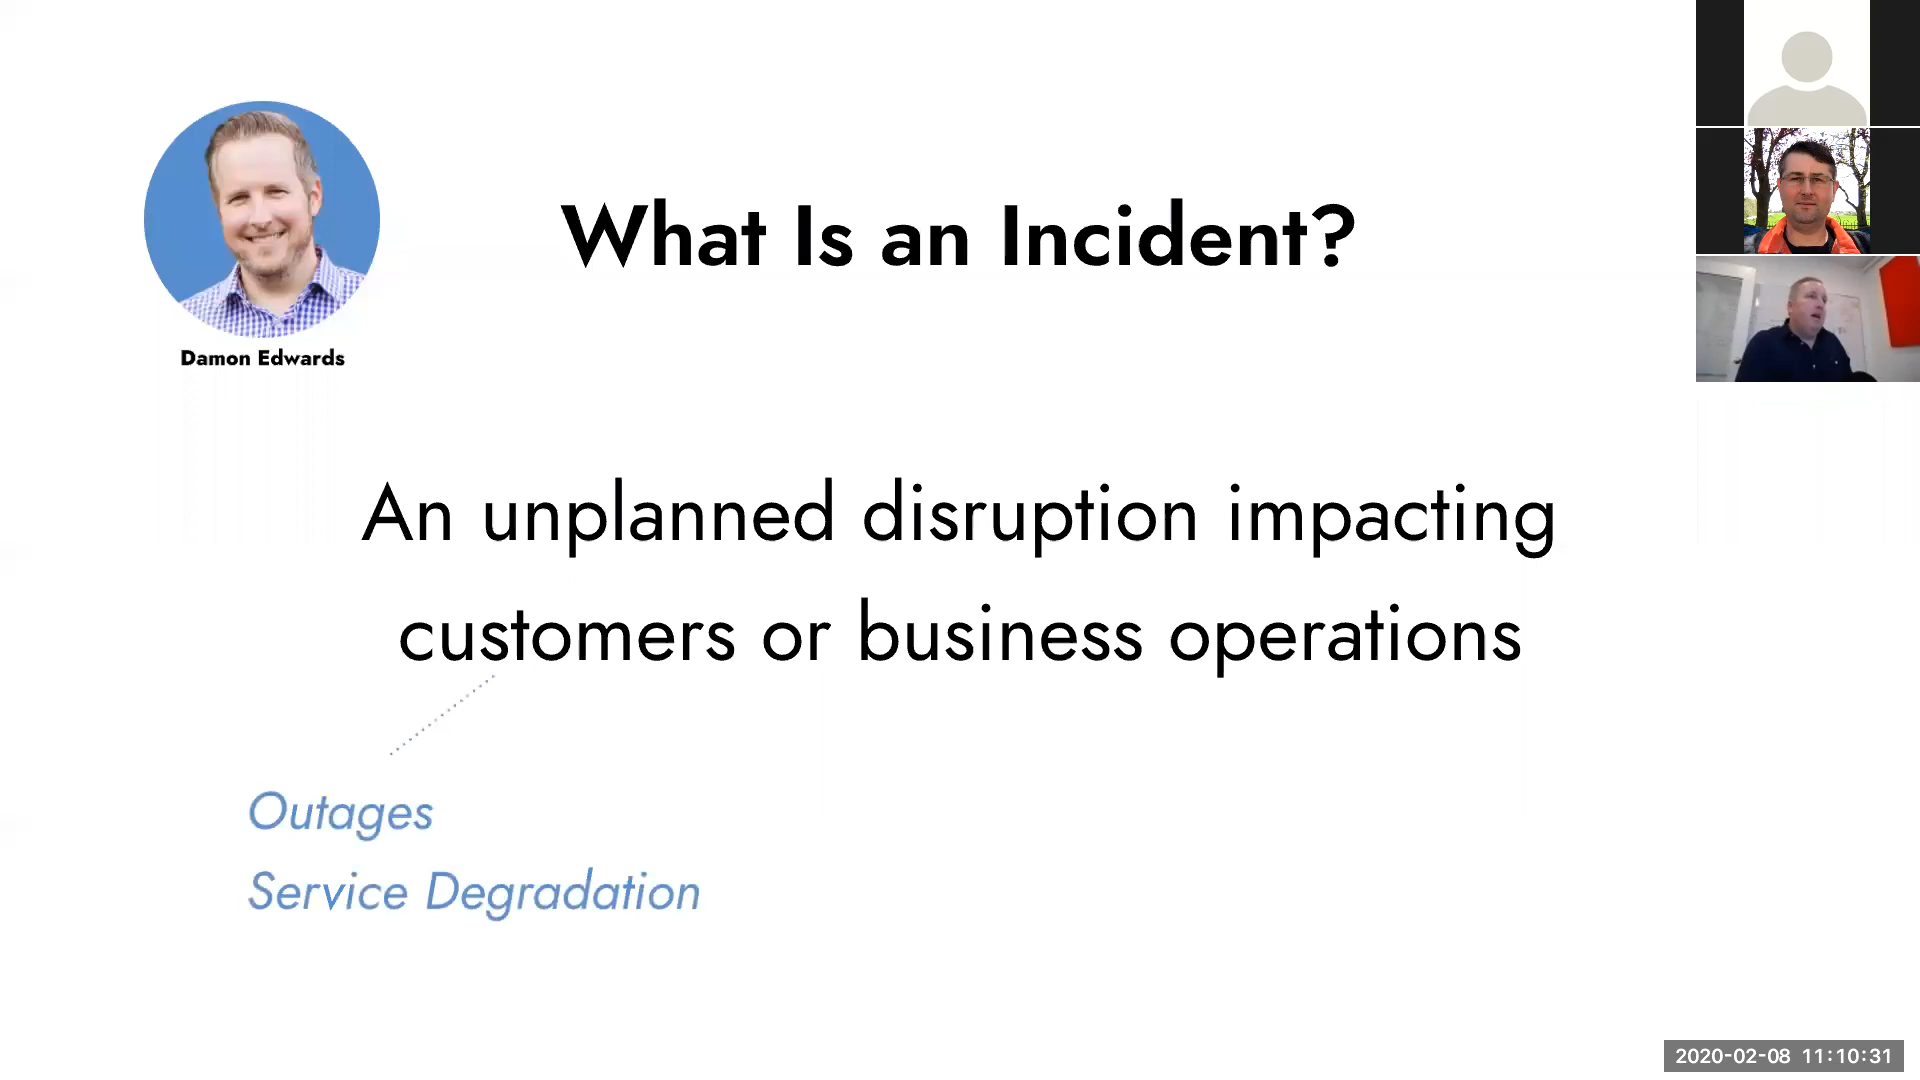 What Is an Incident?
Damon Edwards
An unplanned disruption impacting
customers or business operations
Outages
Service Degradation
2020-02-08 11:10:31